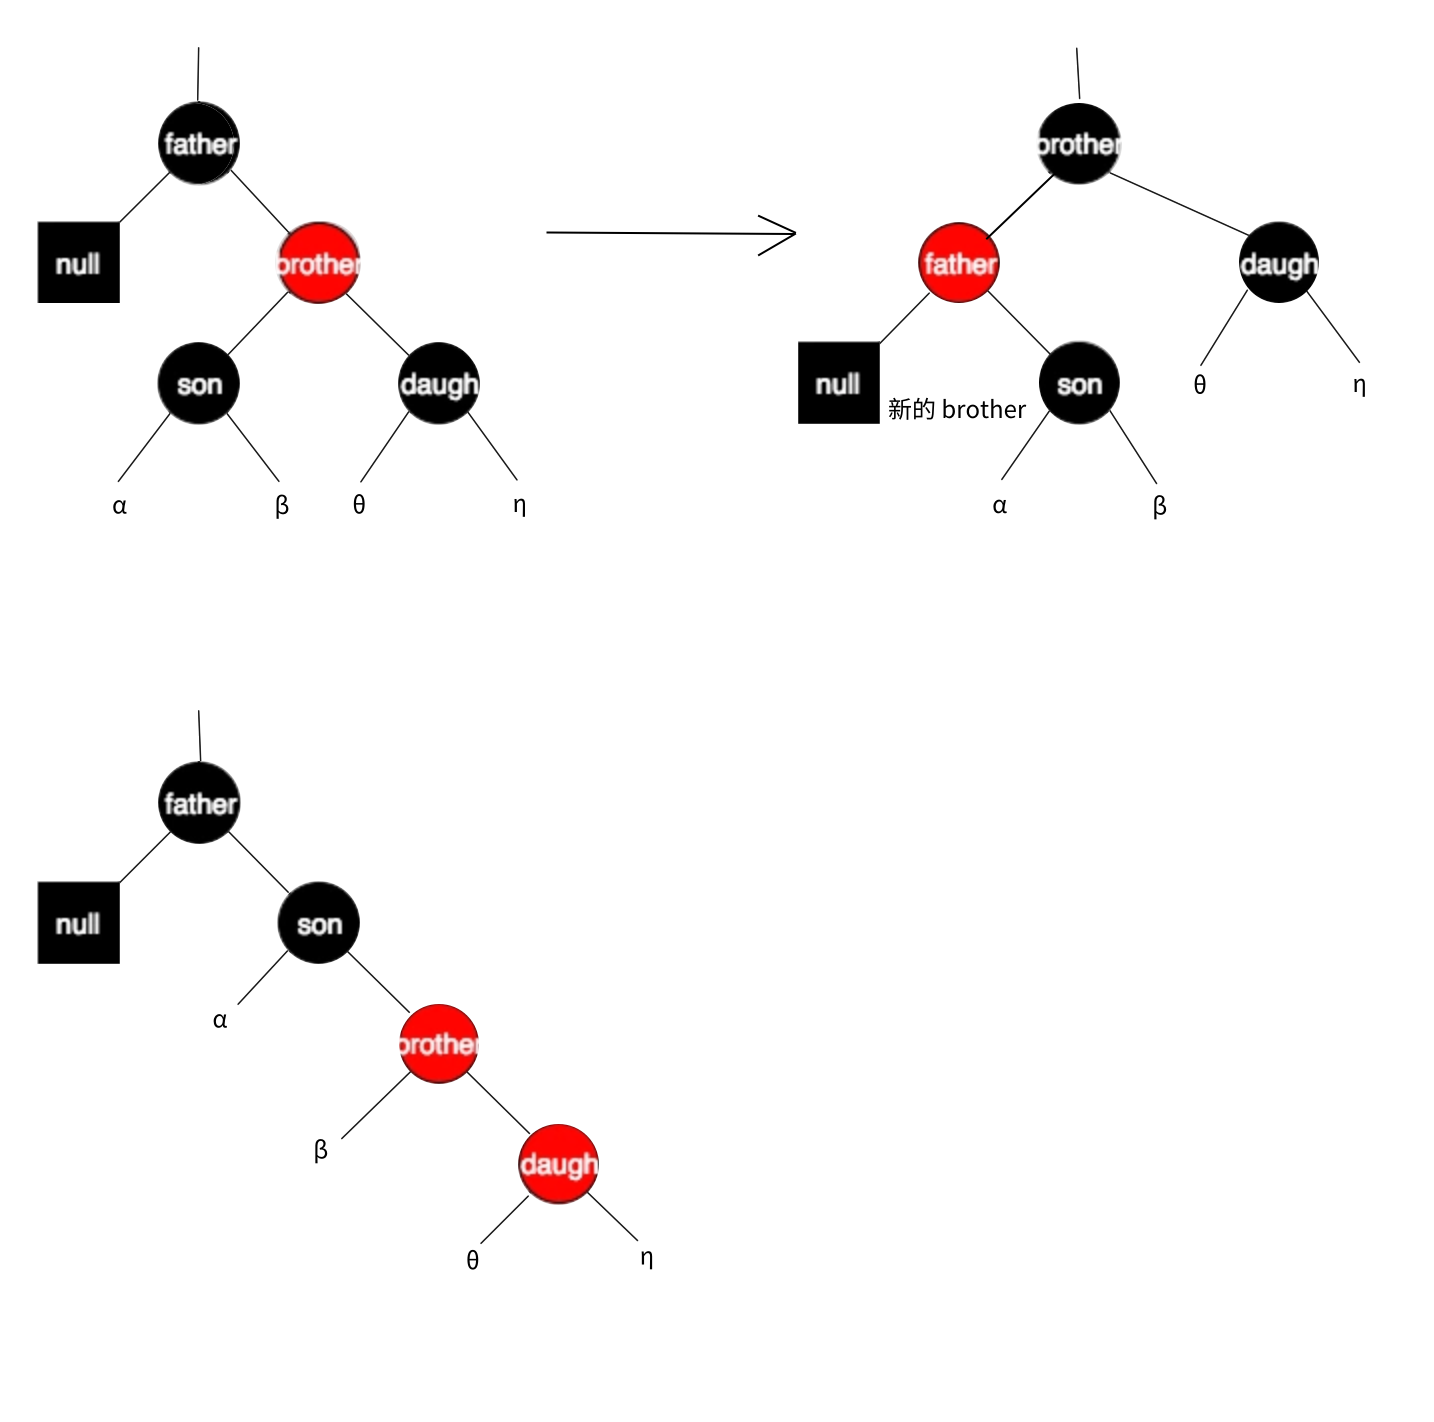 father
brother
null
brother
father
daugh
son
daugh
null
son
θ
η
新的 brother
α
β
θ
η
α
β
father
null
son
α
brother
β
daugh
θ
η